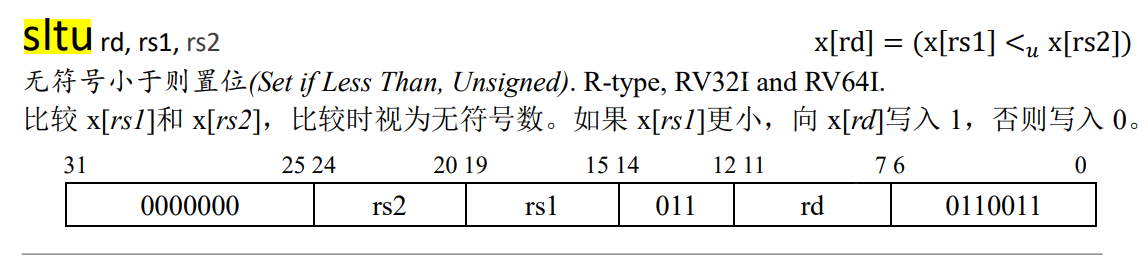 sltu rd, rs1, rs2 x[rd] = (x[rs1] <ᵤ x[rs2])
无符号小于则置位(Set if Less Than, Unsigned). R-type, RV32I and RV64I.
比较 x[rs1]和 x[rs2]，比较时视为无符号数。如果 x[rs1]更小，向 x[rd]写入 1，否则写入 0。
31 25 24 20 19 15 14 12 11 7 6 0
0000000 rs2 rs1 011 rd 0110011